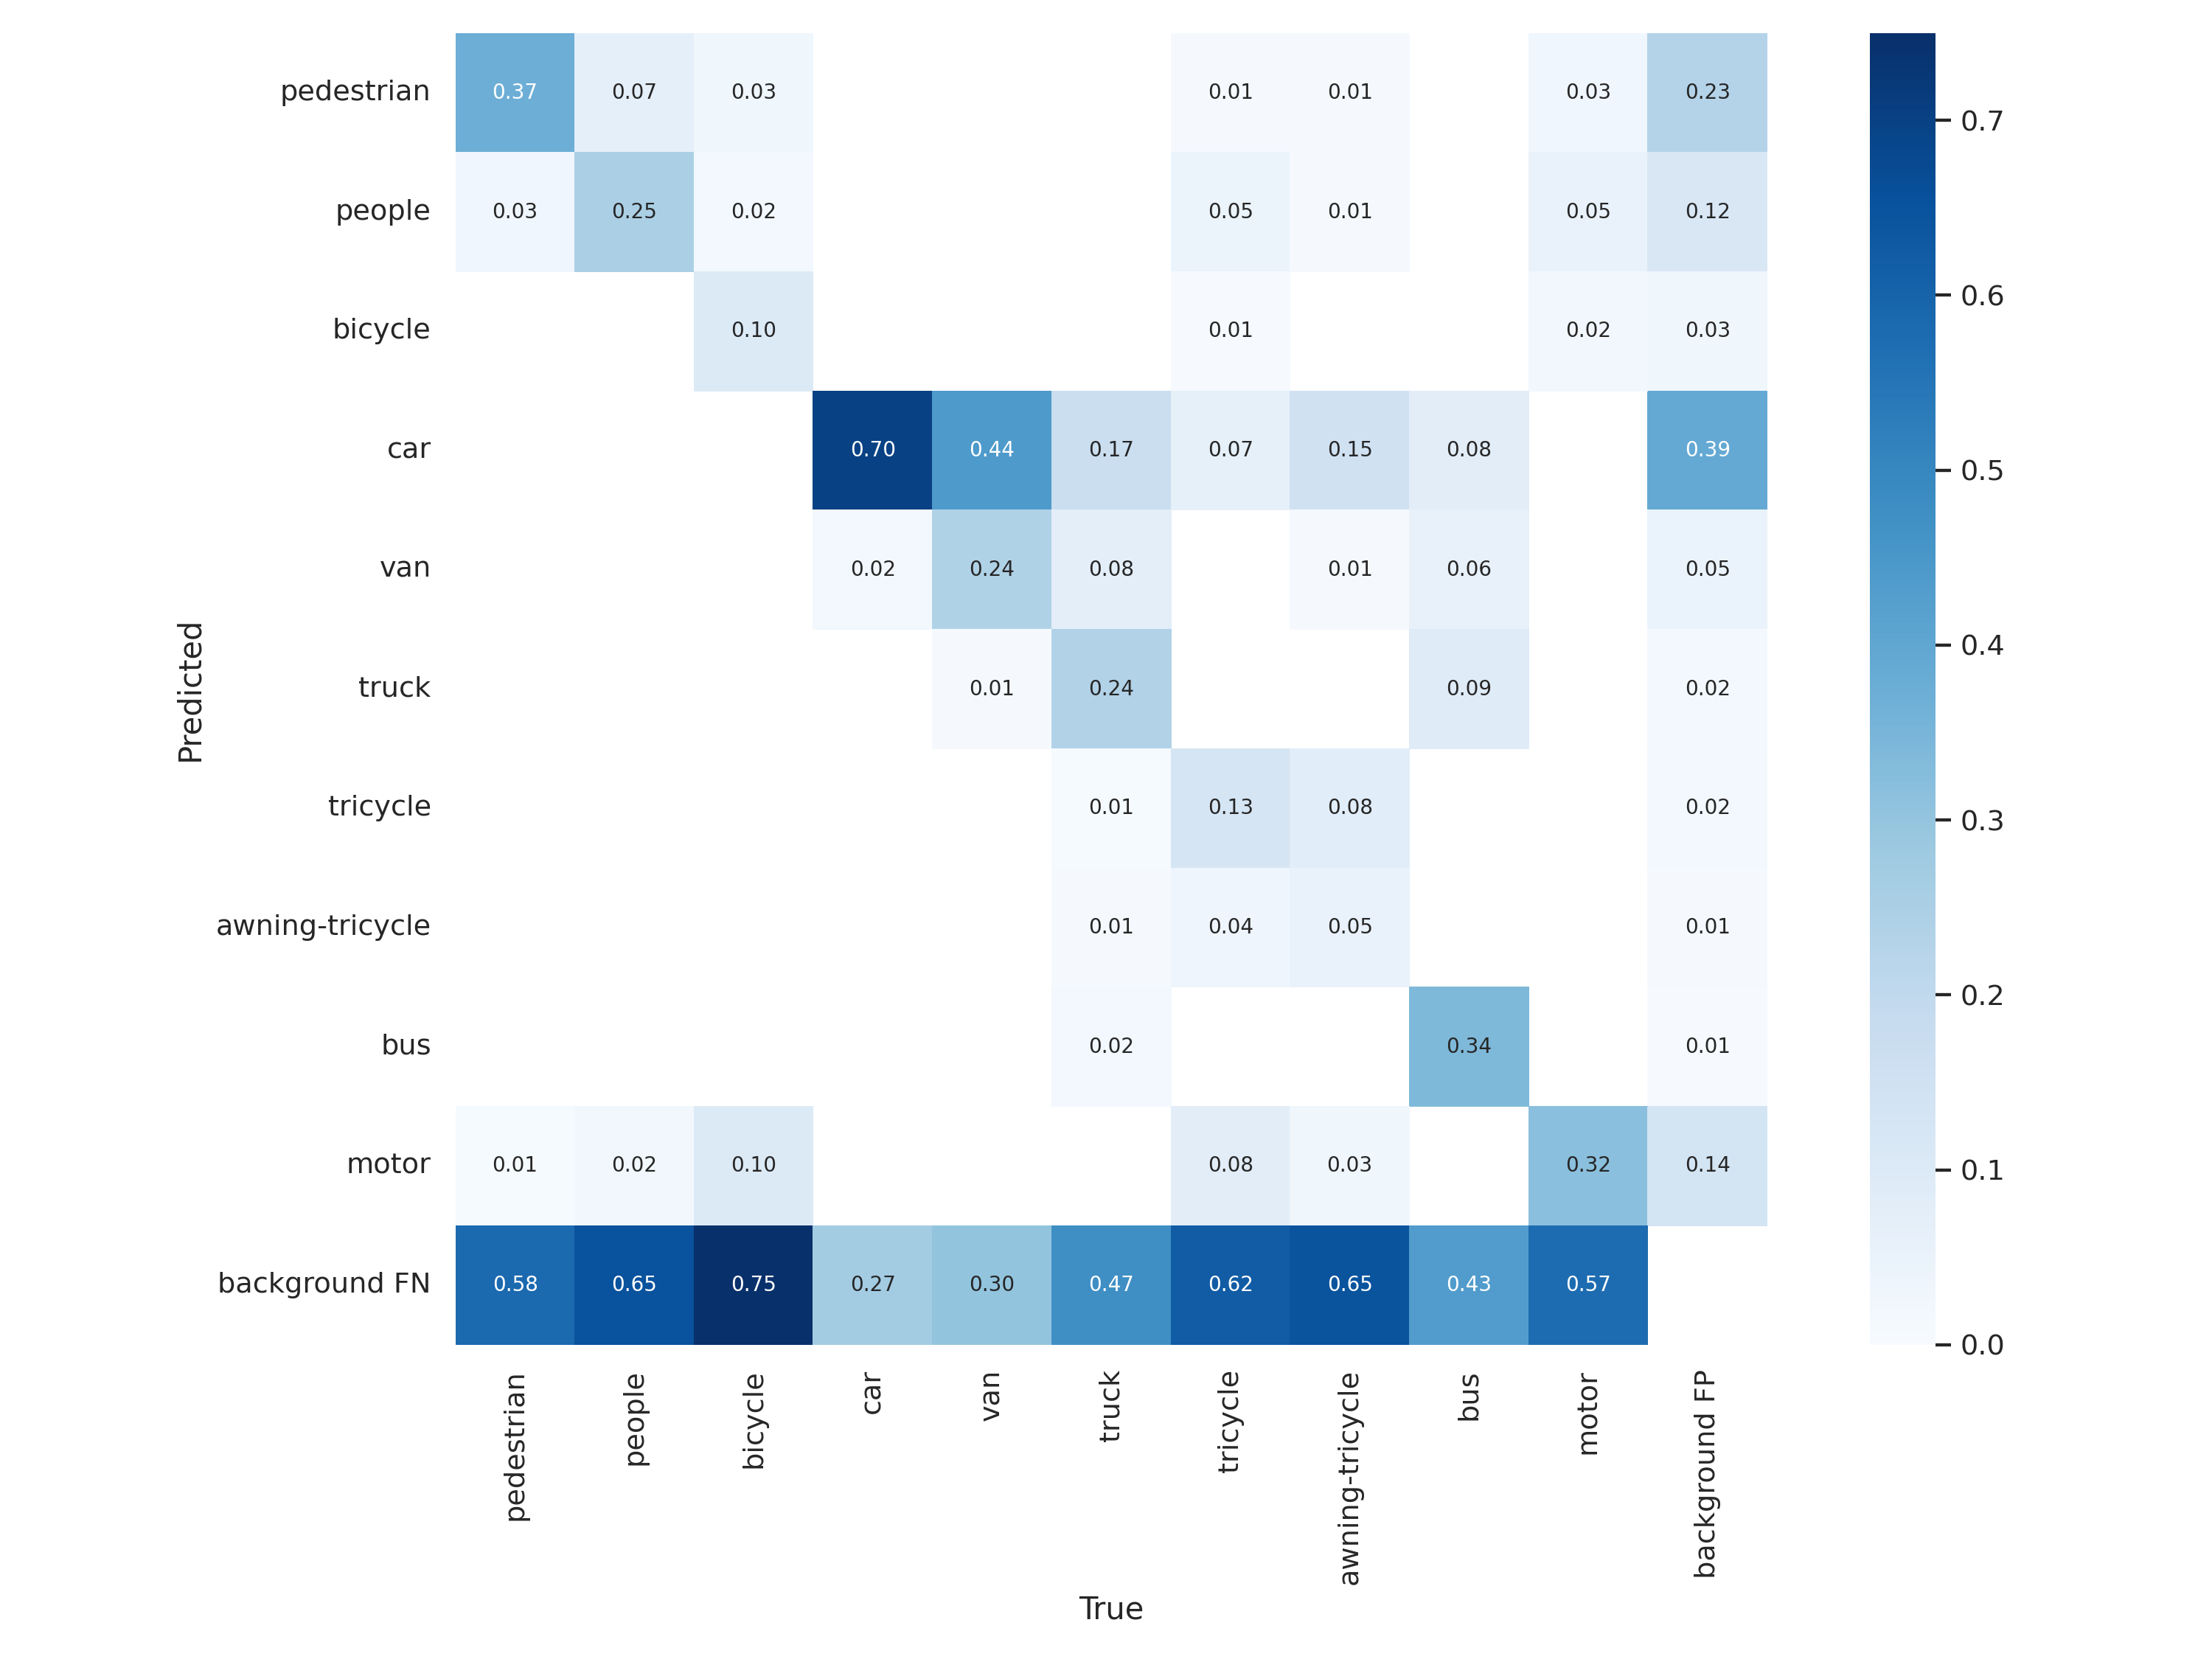 pedestrian 0.37 0.07 0.03 0.01 0.01 0.03 0.23
people 0.03 0.25 0.02 0.05 0.01 0.05 0.12
bicycle 0.10 0.01 0.02 0.03
car 0.70 0.44 0.17 0.07 0.15 0.08 0.39
van 0.02 0.24 0.08 0.01 0.06 0.05
truck 0.01 0.24 0.09 0.02
tricycle 0.01 0.13 0.08 0.02
awning-tricycle 0.01 0.04 0.05 0.01
bus 0.02 0.34 0.01
motor 0.01 0.02 0.10 0.08 0.03 0.32 0.14
background FN 0.58 0.65 0.75 0.27 0.30 0.47 0.62 0.65 0.43 0.57
Predicted
pedestrian
people
bicycle
car
van
truck
tricycle
awning-tricycle
bus
motor
background FP
True
0.7
0.6
0.5
0.4
0.3
0.2
0.1
0.0